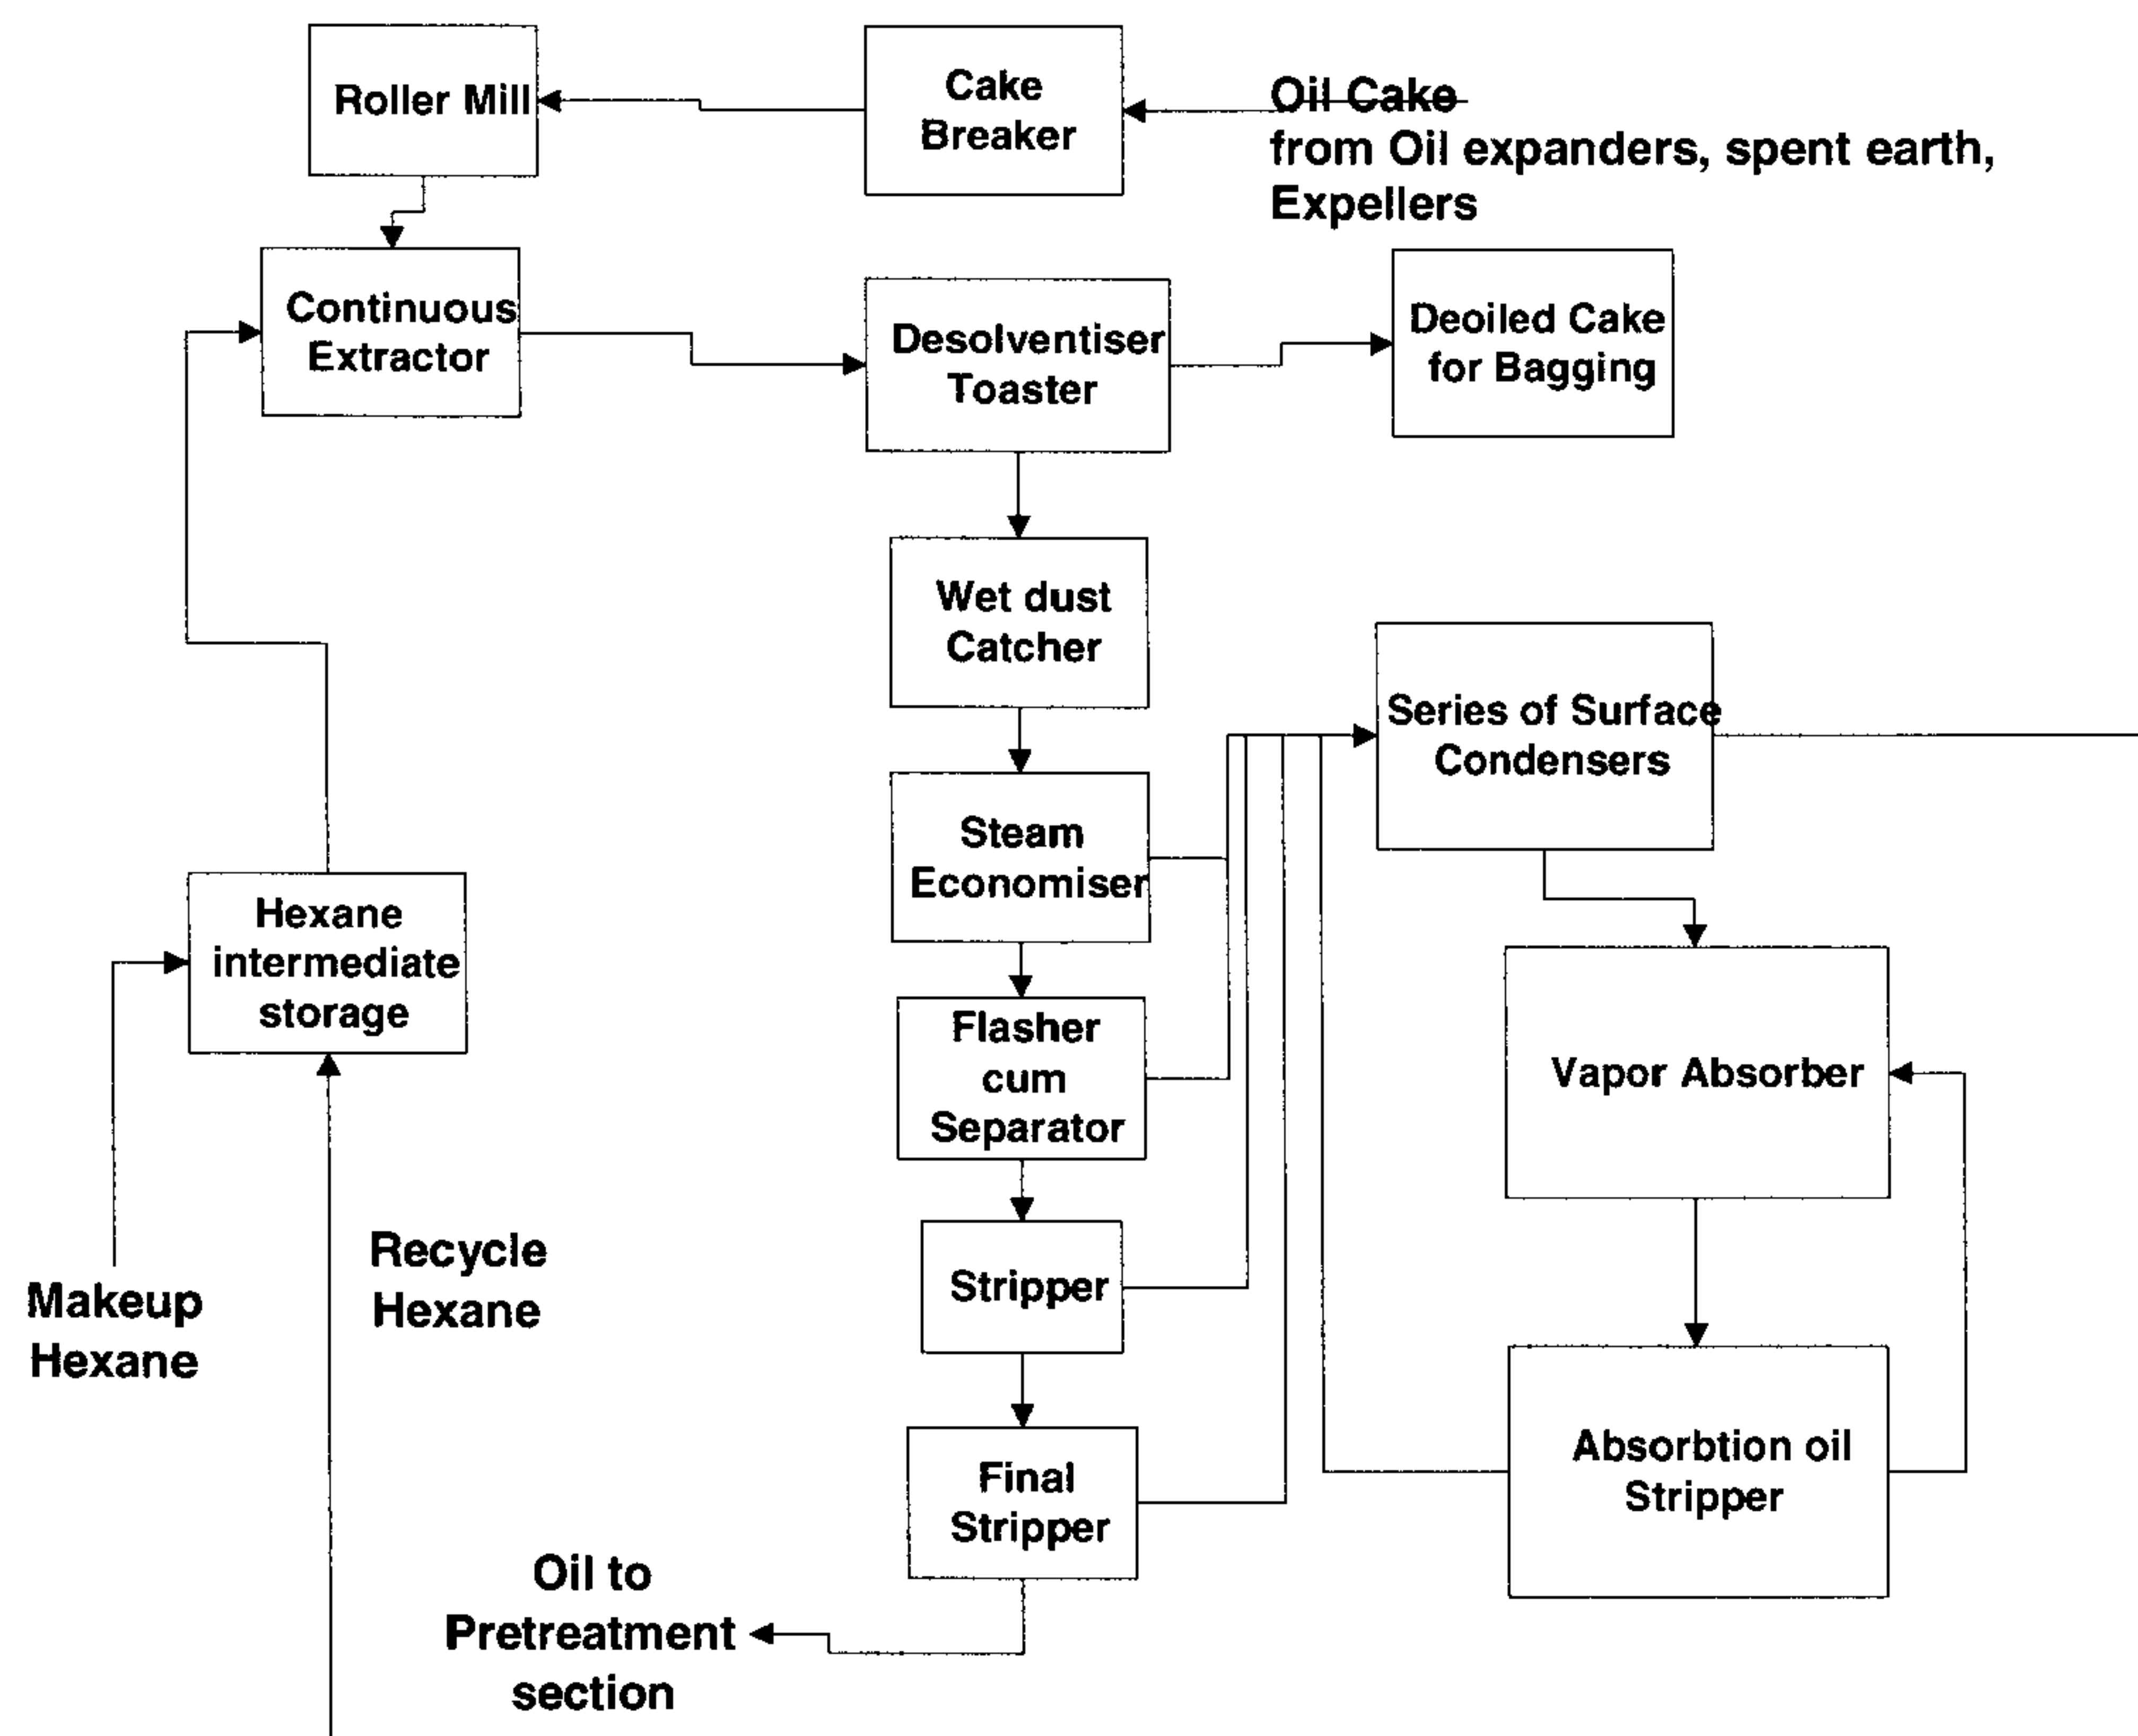 Roller Mill
Cake
Breaker
Oil Cake
from Oil expanders, spent earth,
Expellers
Continuous
Extractor
Desolventiser
Toaster
Deoiled Cake
for Bagging
Wet dust
Catcher
Series of Surface
Condensers
Steam
Economiser
Hexane
intermediate
storage
Flasher
cum
Separator
Vapor Absorber
Stripper
Recycle
Hexane
Makeup
Hexane
Final
Stripper
Absorbtion oil
Stripper
Oil to
Pretreatment
section